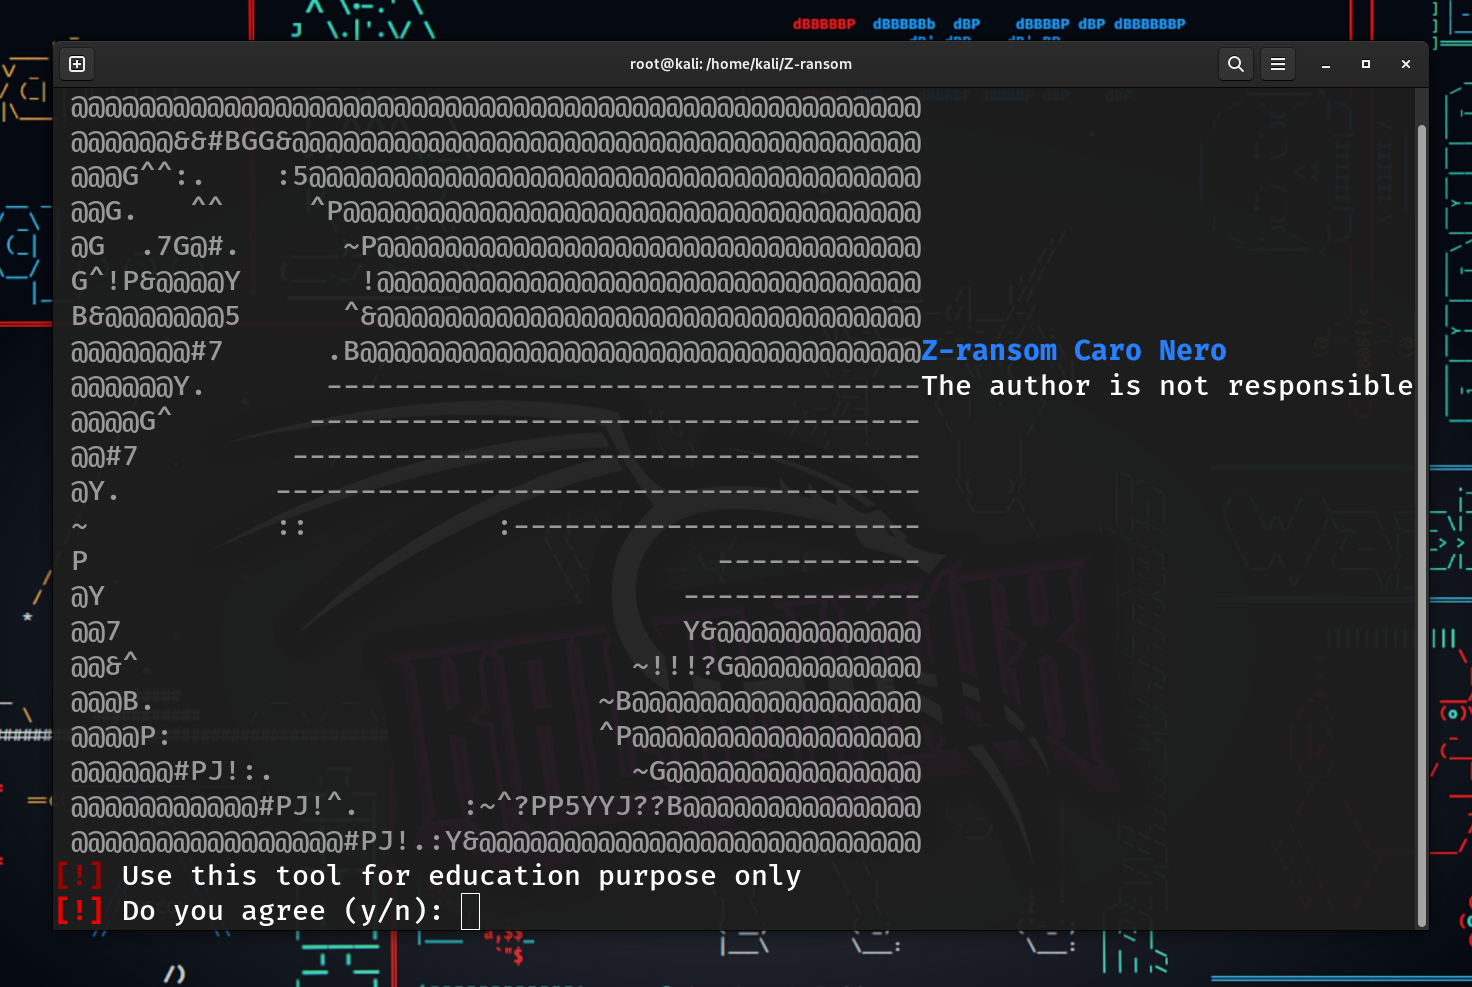 dBBBBBP dBBBBBb dBP dBBBBP dBP dBBBBBBP
root@kali: /home/kali/Z-ransom
@@@@@@@@@@@@@@@@@@@@@@@@@@@@@@@@@@@@@@@@@@@@@@@@@@
@@@@@@&&#BGG&@@@@@@@@@@@@@@@@@@@@@@@@@@@@@@@@@@@@@
@@@G^^:.    :5@@@@@@@@@@@@@@@@@@@@@@@@@@@@@@@@@@@@
@@G.   ^^     ^P@@@@@@@@@@@@@@@@@@@@@@@@@@@@@@@@@@
@G  .7G@#.      ~P@@@@@@@@@@@@@@@@@@@@@@@@@@@@@@@@
G^!P&@@@@Y       !@@@@@@@@@@@@@@@@@@@@@@@@@@@@@@@@
B&@@@@@@@5      ^&@@@@@@@@@@@@@@@@@@@@@@@@@@@@@@@@
@@@@@@@#7      .B@@@@@@@@@@@@@@@@@@@@@@@@@@@@@@@@@Z-ransom Caro Nero
@@@@@@Y.       -----------------------------------The author is not responsible
@@@@G^        ------------------------------------
@@#7         -------------------------------------
@Y.         --------------------------------------
~           ::           :------------------------
P                                     ------------
@Y                                  --------------
@@7                                 Y&@@@@@@@@@@@@
@@&^                             ~!!!?G@@@@@@@@@@@
@@@B.                          ~B@@@@@@@@@@@@@@@@@
@@@@P:                         ^P@@@@@@@@@@@@@@@@@
@@@@@@#PJ!:.                     ~G@@@@@@@@@@@@@@@
@@@@@@@@@@@#PJ!^.      :~^?PP5YYJ??B@@@@@@@@@@@@@@
@@@@@@@@@@@@@@@@#PJ!.:Y&@@@@@@@@@@@@@@@@@@@@@@@@@@
[!] Use this tool for education purpose only
[!] Do you agree (y/n):